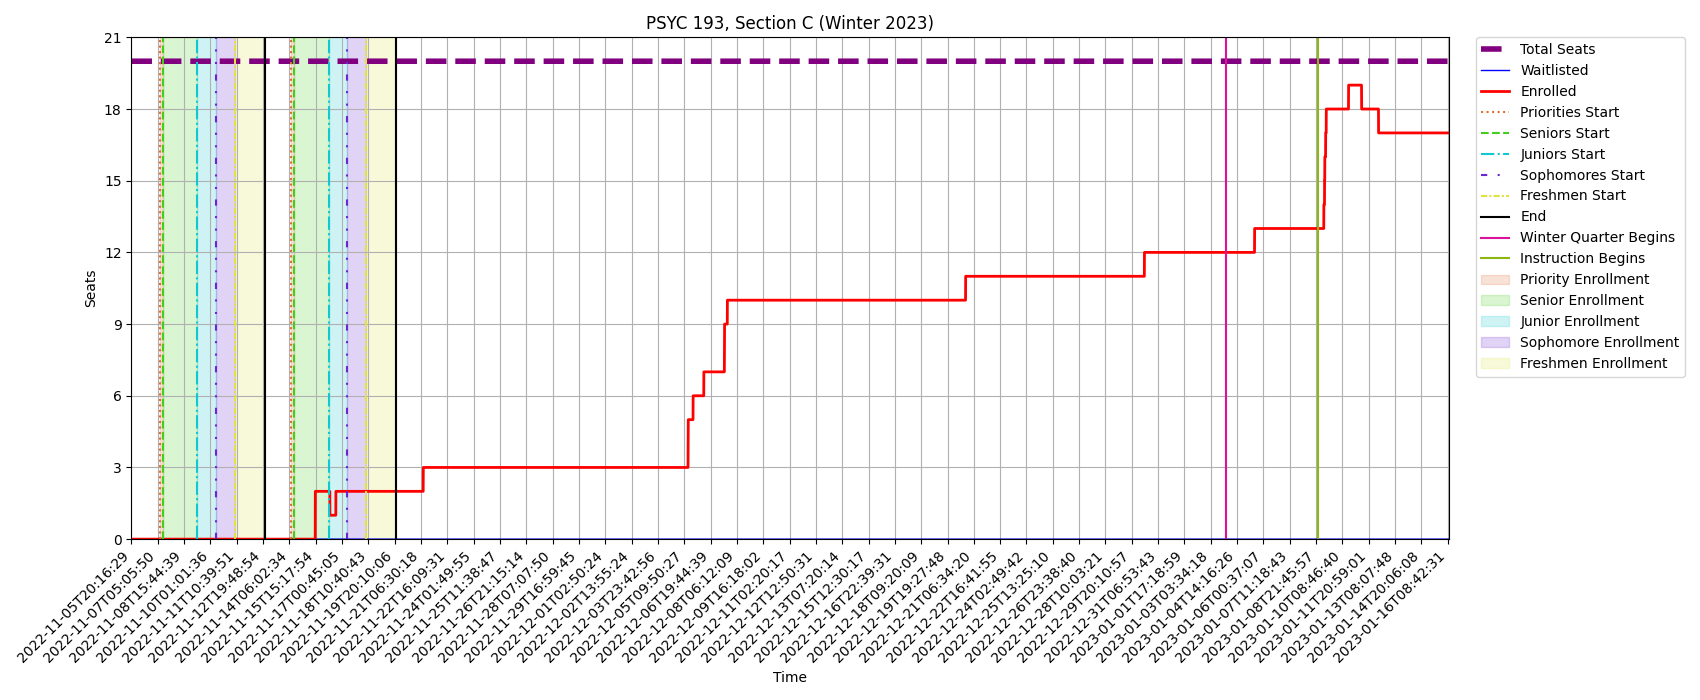 PSYC 193, Section C (Winter 2023)
21
18
15
12
9
6
3
0
Seats
2022-11-05T20:16:29
2022-11-07T05:05:50
2022-11-08T15:44:39
2022-11-10T01:01:36
2022-11-11T10:39:51
2022-11-12T19:48:54
2022-11-14T06:02:34
2022-11-15T15:17:54
2022-11-17T00:45:05
2022-11-18T10:40:43
2022-11-19T20:10:06
2022-11-21T06:30:18
2022-11-22T16:09:31
2022-11-24T01:49:55
2022-11-25T11:38:47
2022-11-26T21:15:14
2022-11-28T07:07:50
2022-11-29T16:59:45
2022-12-01T02:50:24
2022-12-02T13:55:24
2022-12-03T23:42:56
2022-12-05T09:50:27
2022-12-06T19:44:39
2022-12-08T06:12:09
2022-12-09T16:18:02
2022-12-11T02:20:17
2022-12-12T12:50:31
2022-12-13T07:20:14
2022-12-15T12:30:17
2022-12-16T22:39:31
2022-12-18T09:20:09
2022-12-19T19:27:48
2022-12-21T06:34:20
2022-12-22T16:41:55
2022-12-24T02:49:42
2022-12-25T13:25:10
2022-12-26T23:38:40
2022-12-28T10:03:21
2022-12-29T20:10:57
2022-12-31T06:53:43
2023-01-01T17:18:59
2023-01-03T03:34:18
2023-01-04T14:16:26
2023-01-06T00:37:07
2023-01-07T11:18:43
2023-01-08T21:45:57
2023-01-10T08:46:40
2023-01-11T20:59:01
2023-01-13T08:07:48
2023-01-14T20:06:08
2023-01-16T08:42:31
Time
Total Seats
Waitlisted
Enrolled
Priorities Start
Seniors Start
Juniors Start
Sophomores Start
Freshmen Start
End
Winter Quarter Begins
Instruction Begins
Priority Enrollment
Senior Enrollment
Junior Enrollment
Sophomore Enrollment
Freshmen Enrollment